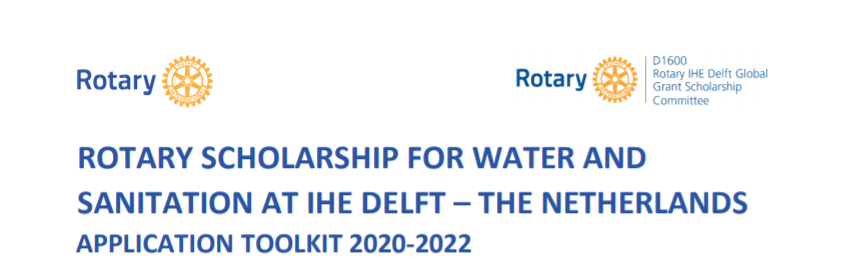 Rotary
Rotary
D1600
Rotary IHE Delft Global
Grant Scholarship
Committee
ROTARY SCHOLARSHIP FOR WATER AND
SANITATION AT IHE DELFT – THE NETHERLANDS
APPLICATION TOOLKIT 2020-2022